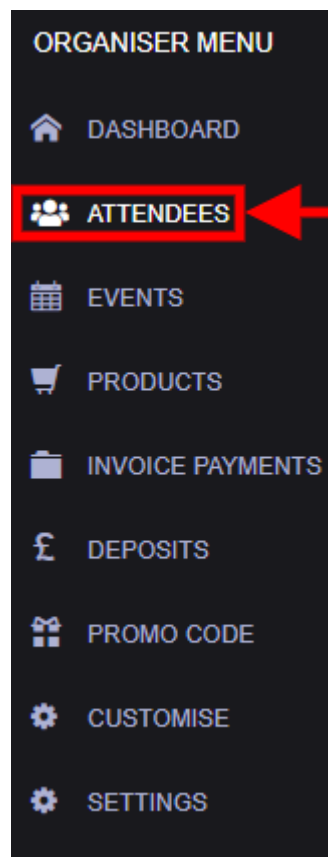 ORGANISER MENU
DASHBOARD
ATTENDEES
EVENTS
PRODUCTS
INVOICE PAYMENTS
£ DEPOSITS
PROMO CODE
CUSTOMISE
SETTINGS